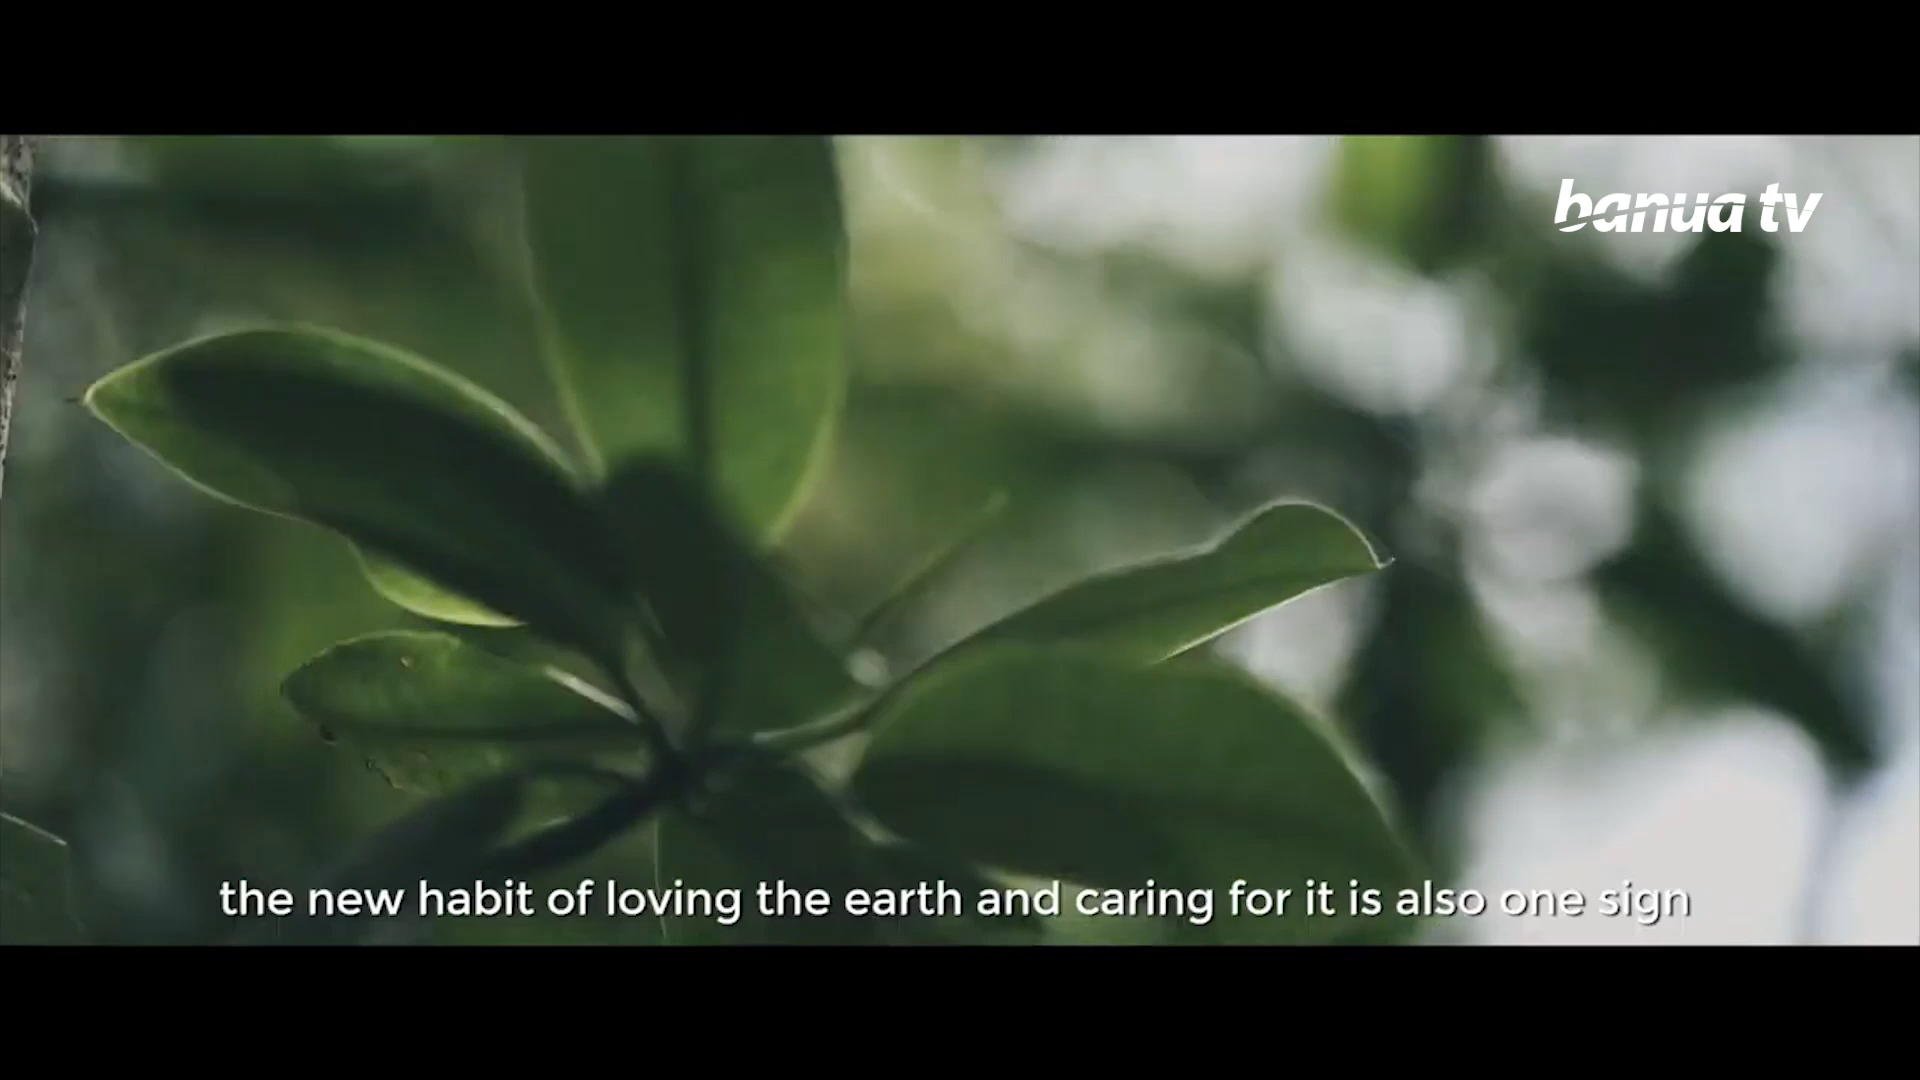 banua tv
the new habit of loving the earth and caring for it is also one sign